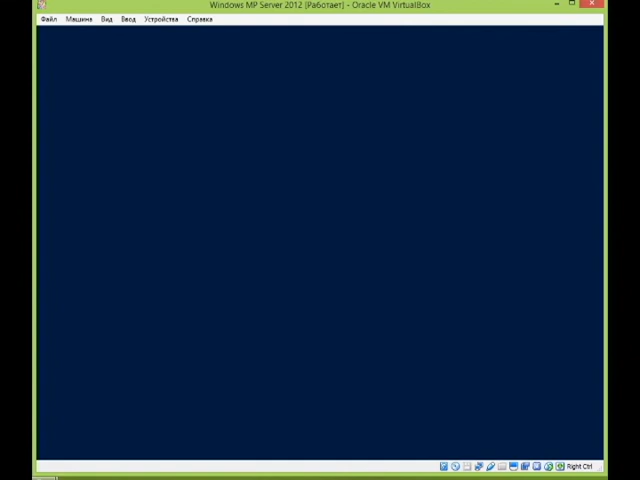 Windows MP Server 2012 [Работает] - Oracle VM VirtualBox
Файл Машина Вид Ввод Устройства Справка
Right Ctrl